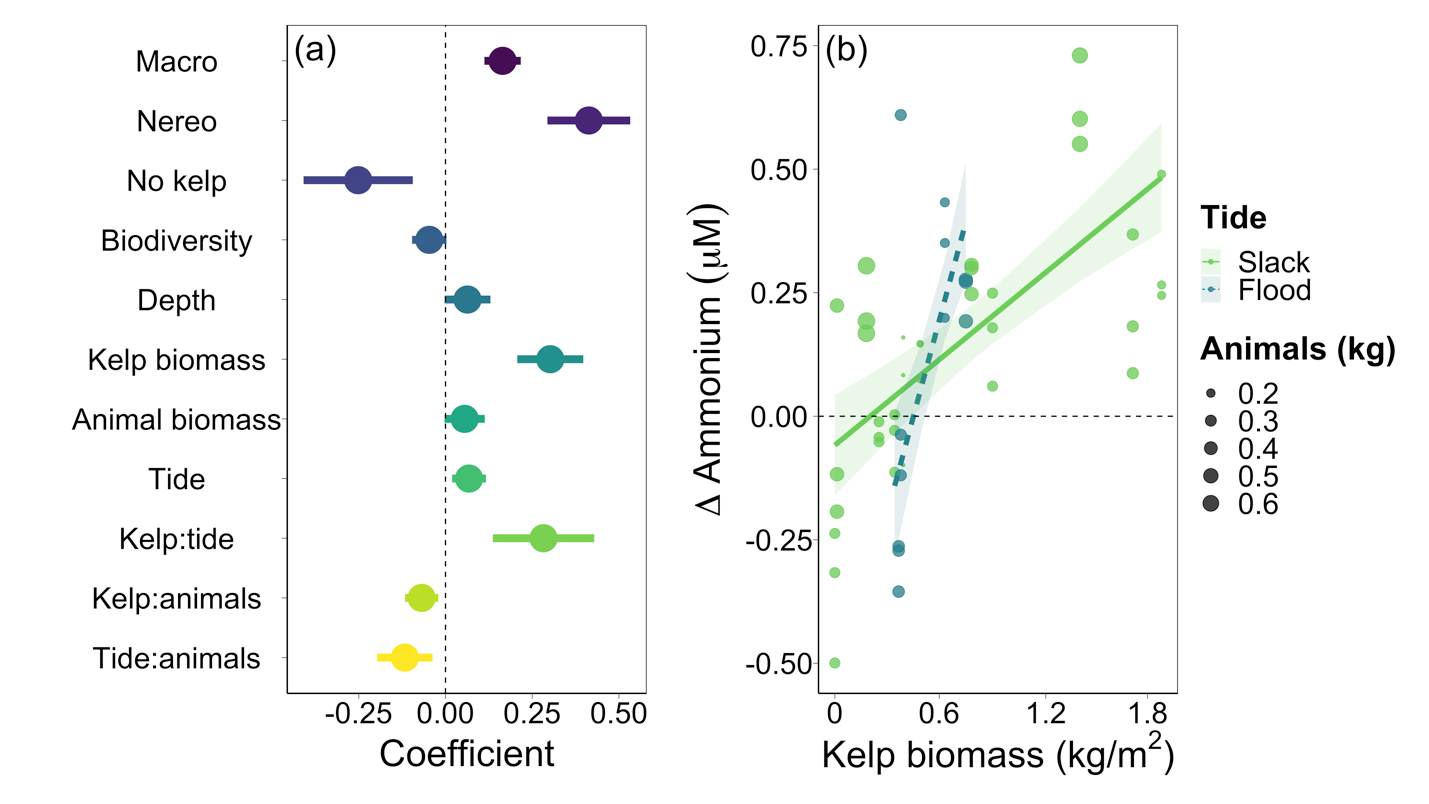 (a)
Macro
Nereo
No kelp
Biodiversity
Depth
Kelp biomass
Animal biomass
Tide
Kelp:tide
Kelp:animals
Tide:animals
-0.25 0.00 0.25 0.50
Coefficient
(b)
Δ Ammonium (μM)
0.75
0.50
0.25
0.00
-0.25
-0.50
0 0.6 1.2 1.8
Kelp biomass (kg/m²)
Tide
Slack
Flood
Animals (kg)
0.2
0.3
0.4
0.5
0.6